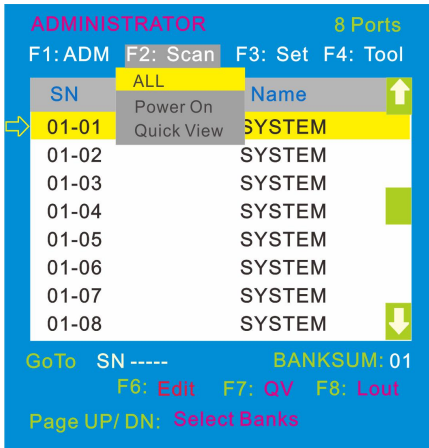 ADMINISTRATOR 8 Ports
F1: ADM F2: Scan F3: Set F4: Tool
SN Name
ALL
Power On
Quick View
01-01 SYSTEM
01-02 SYSTEM
01-03 SYSTEM
01-04 SYSTEM
01-05 SYSTEM
01-06 SYSTEM
01-07 SYSTEM
01-08 SYSTEM
GoTo SN ----- BANKSUM: 01
F6: Edit F7: QV F8: Lout
Page UP/ DN: Select Banks